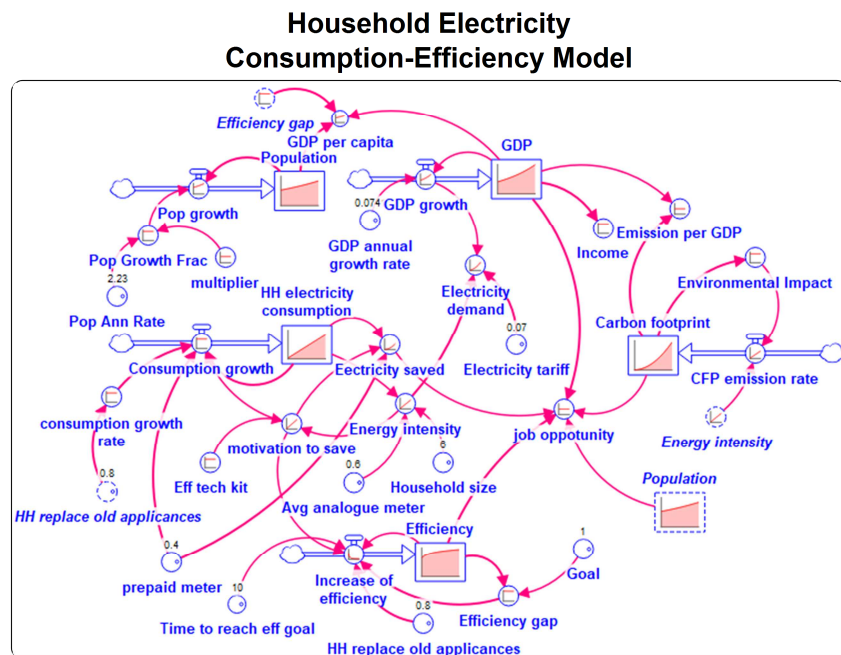 Household Electricity
Consumption-Efficiency Model
Efficiency gap
GDP per capita
GDP
Population
Pop growth
0.074
GDP growth
Emission per GDP
Income
GDP annual
growth rate
Pop Growth Frac
multiplier
Environmental Impact
2.23
HH electricity
consumption
Electricity
demand
Pop Ann Rate
Carbon footprint
0.07
Consumption growth
Eectricity saved
Electricity tariff
CFP emission rate
consumption growth
rate
Energy intensity
job oppotunity
Energy intensity
motivation to save
6
0.8
Eff tech kit
0.6
Household size
Population
HH replace old applicances
Avg analogue meter
Efficiency
1
0.4
prepaid meter
Increase of
efficiency
Goal
10
0.8
Efficiency gap
Time to reach eff goal
HH replace old applicances